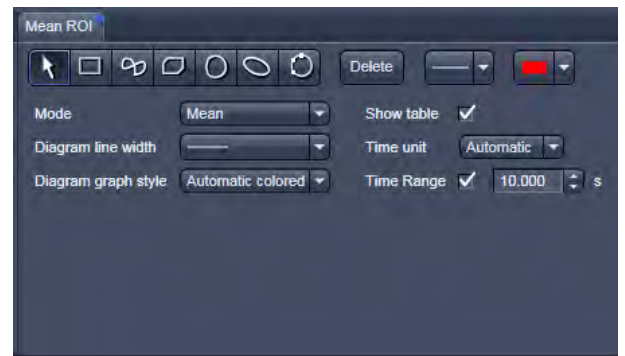 Mean ROI
Delete
Mode Mean Show table
Diagram line width Time unit Automatic
Diagram graph style Automatic colored Time Range 10.000 s